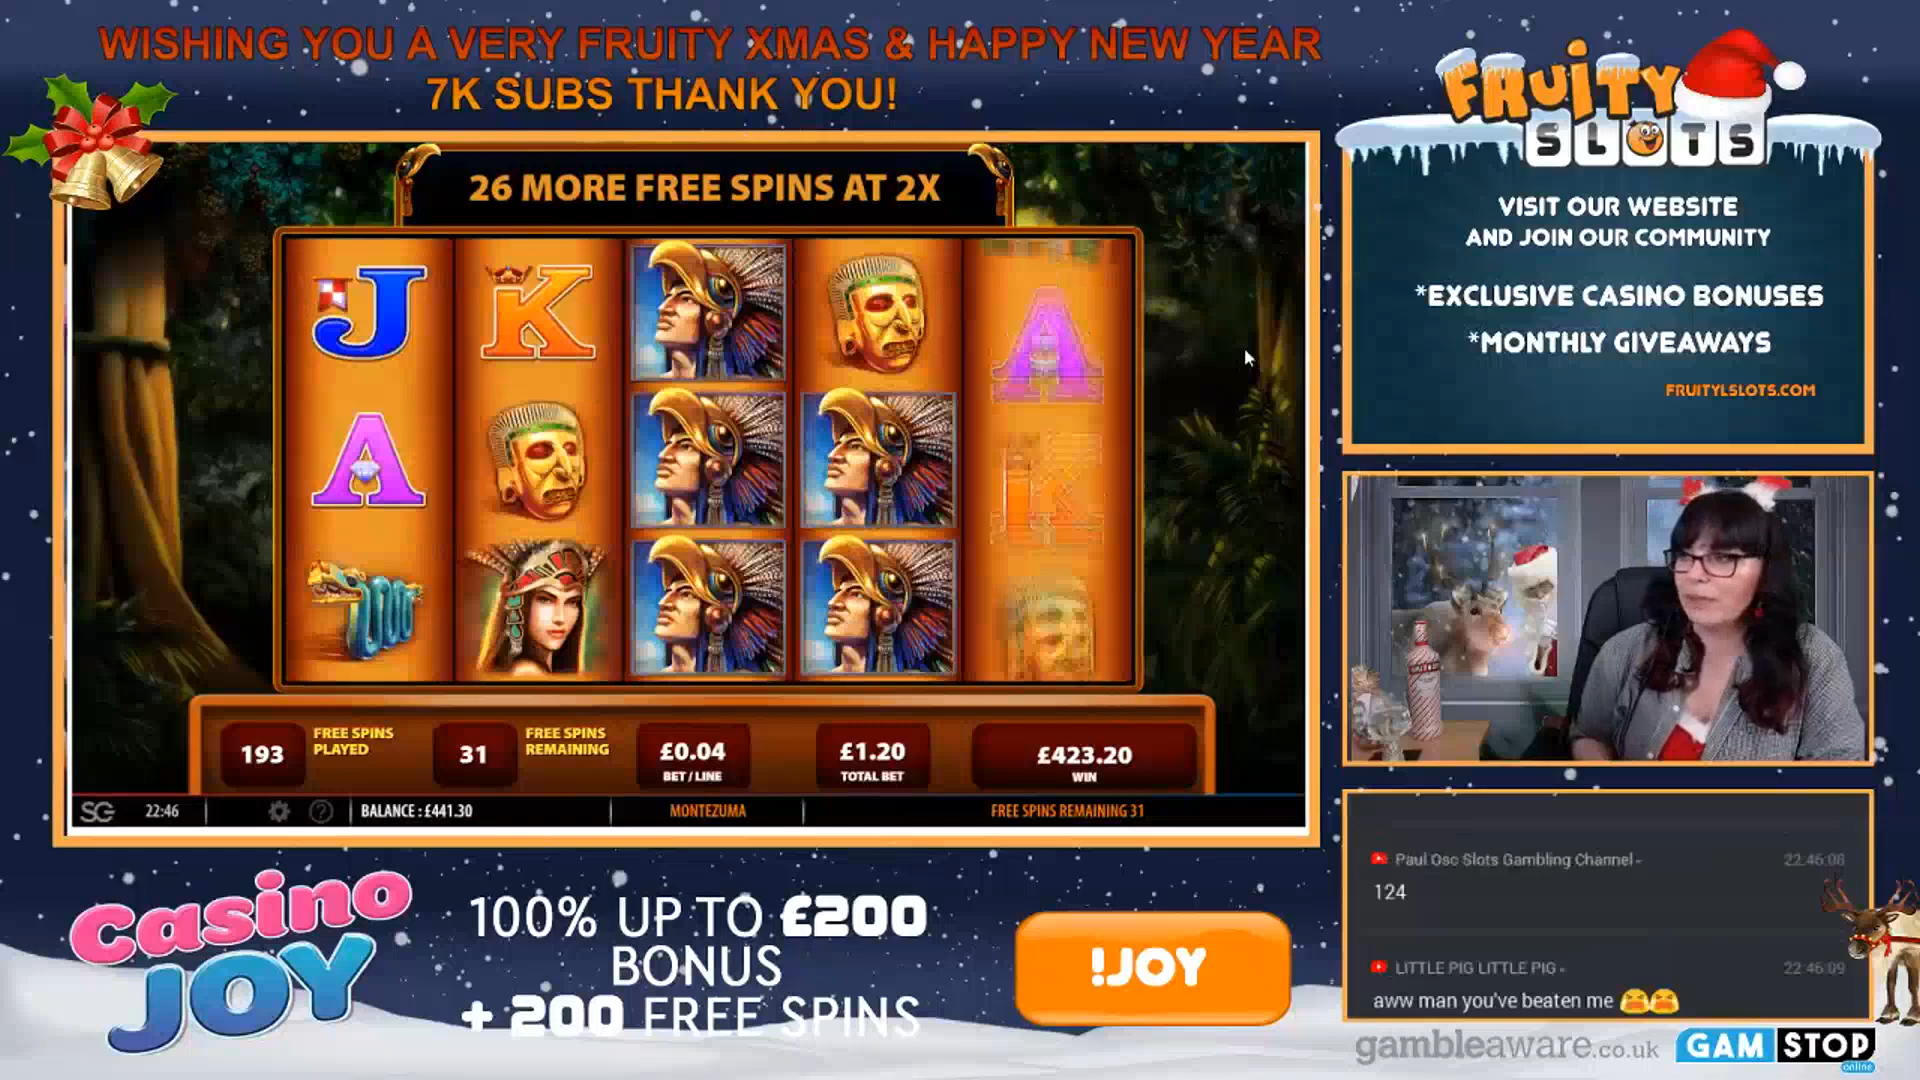 WISHING YOU A VERY FRUITY XMAS & HAPPY NEW YEAR
7K SUBS THANK YOU!
FRUITY
SLOTS
26 MORE FREE SPINS AT 2X
VISIT OUR WEBSITE
AND JOIN OUR COMMUNITY
*EXCLUSIVE CASINO BONUSES
*MONTHLY GIVEAWAYS
FRUITYLSLOTS.COM
J
K
A
A
K
193
FREE SPINS
PLAYED
31
FREE SPINS
REMAINING
£0.04
BET / LINE
£1.20
TOTAL BET
£423.20
WIN
SG
22:46
BALANCE : £441.30
MONTEZUMA
FREE SPINS REMAINING 31
Paul Osc Slots Gambling Channel -
22:46:08
124
LITTLE PIG LITTLE PIG -
22:46:09
aww man you've beaten me 😫😫
Casino
JOY
100% UP TO £200
BONUS
+ 200 FREE SPINS
!JOY
gambleaware.co.uk
GAMSTOP
online